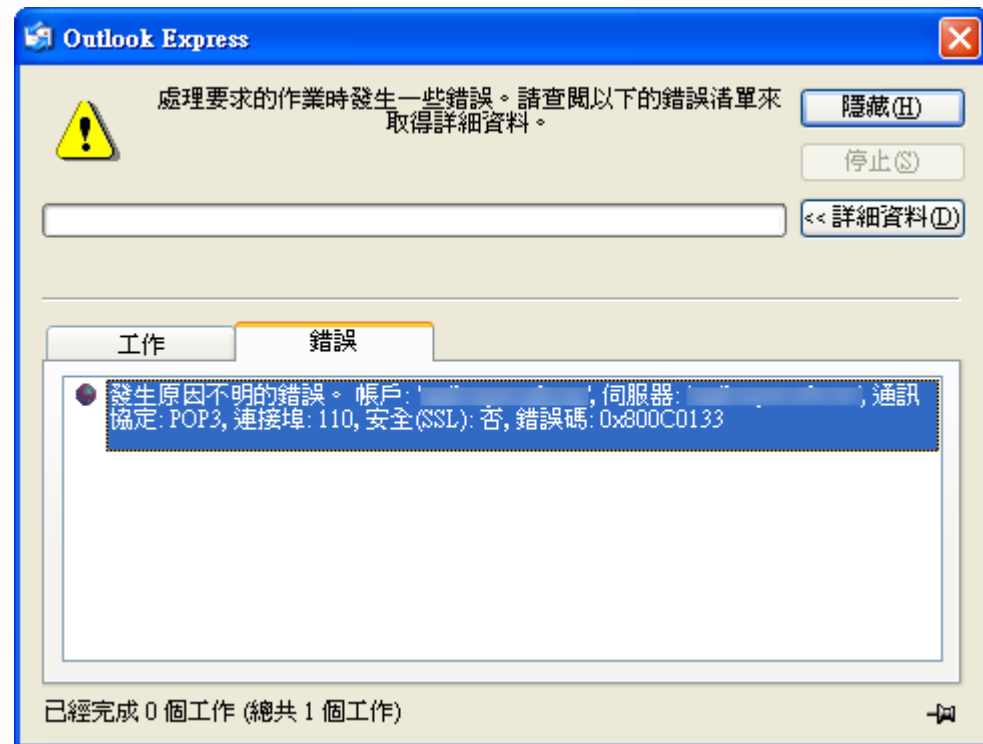 Outlook Express
處理要求的作業時發生一些錯誤。請查閱以下的錯誤清單來
取得詳細資料。
隱藏(H)
停止(S)
<< 詳細資料(D)
工作
錯誤
發生原因不明的錯誤。 帳戶: ' ', 伺服器: ' ', 通訊
協定: POP3, 連接埠: 110, 安全(SSL): 否, 錯誤碼: 0x800C0133
已經完成 0 個工作 (總共 1 個工作)